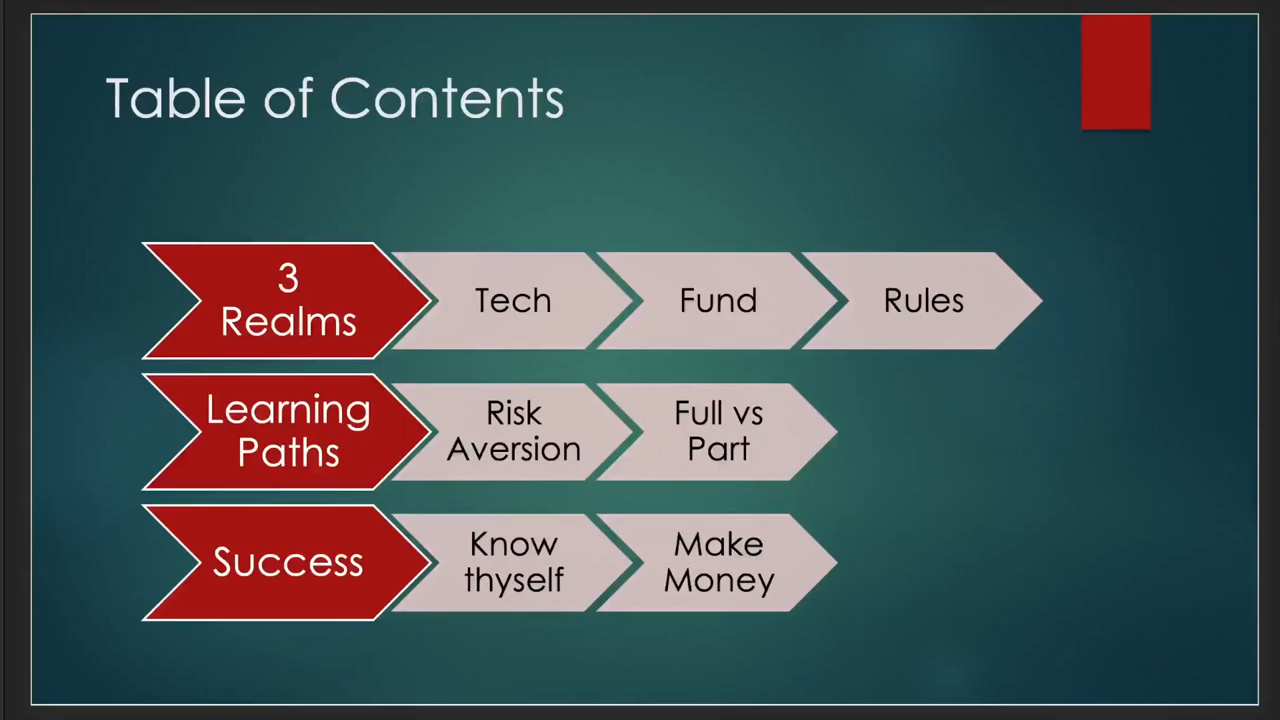 Table of Contents
3
Realms
Tech
Fund
Rules
Learning
Paths
Risk
Aversion
Full vs
Part
Success
Know
thyself
Make
Money